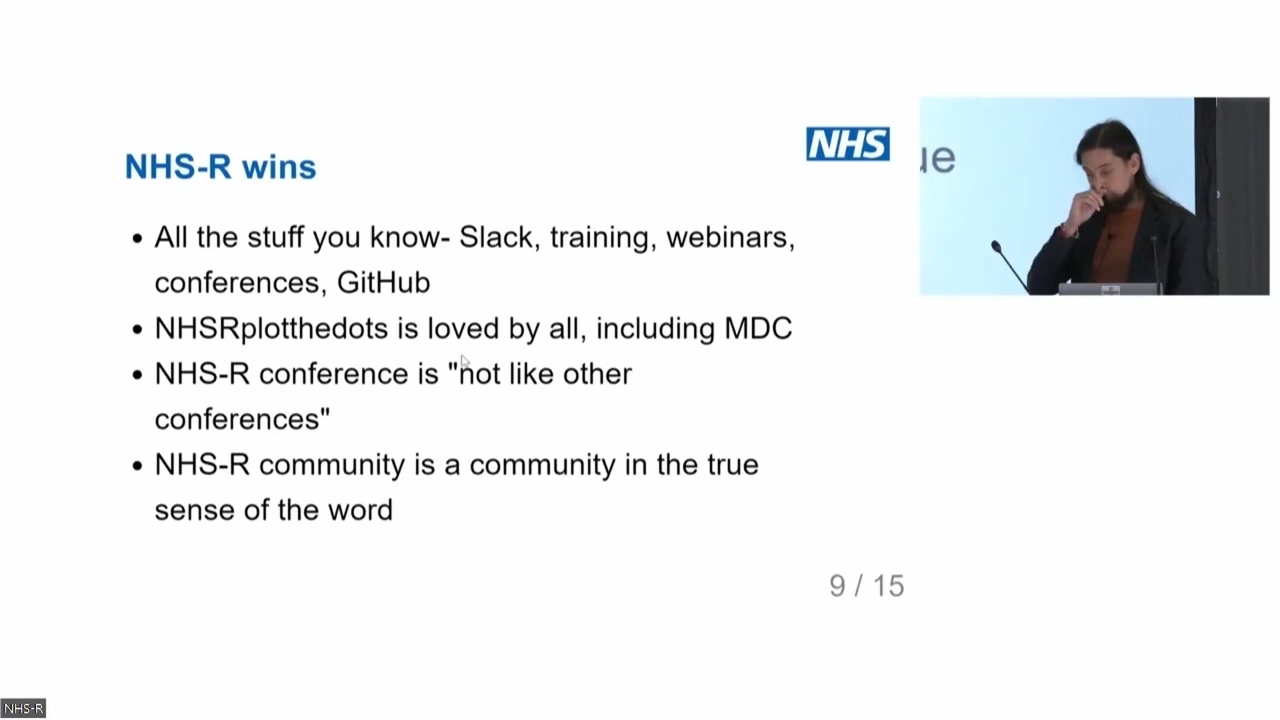 NHS
NHS-R wins
• All the stuff you know- Slack, training, webinars,
conferences, GitHub
• NHSRplotthedots is loved by all, including MDC
• NHS-R conference is "not like other
conferences"
• NHS-R community is a community in the true
sense of the word
9 / 15
ue
NHS-R